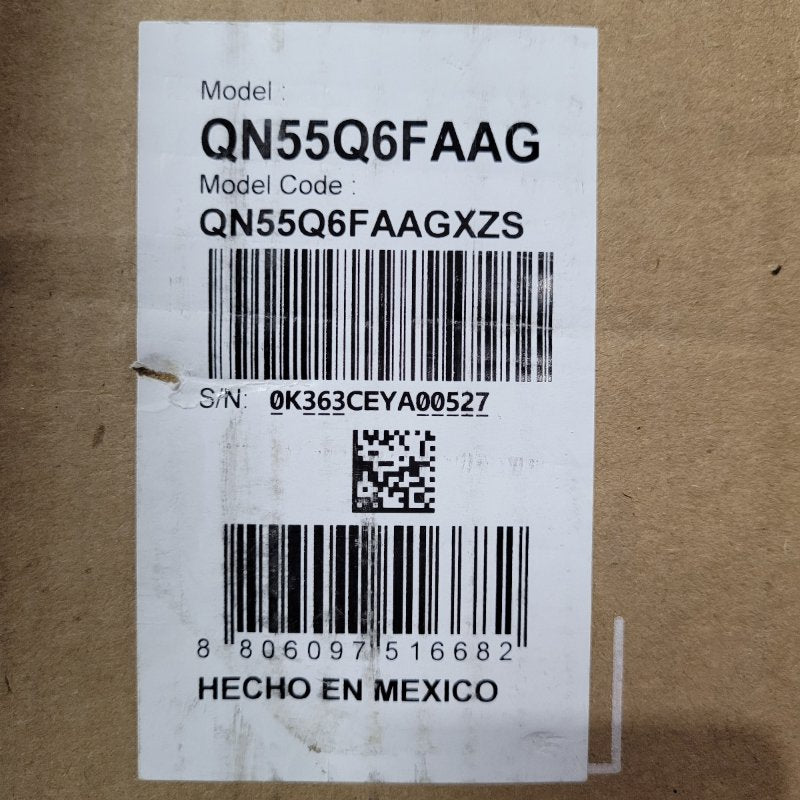 Model :
QN55Q6FAAG
Model Code :
QN55Q6FAAGXZS
S/N: 0K363CEYA00527
8 806097 516682
HECHO EN MEXICO